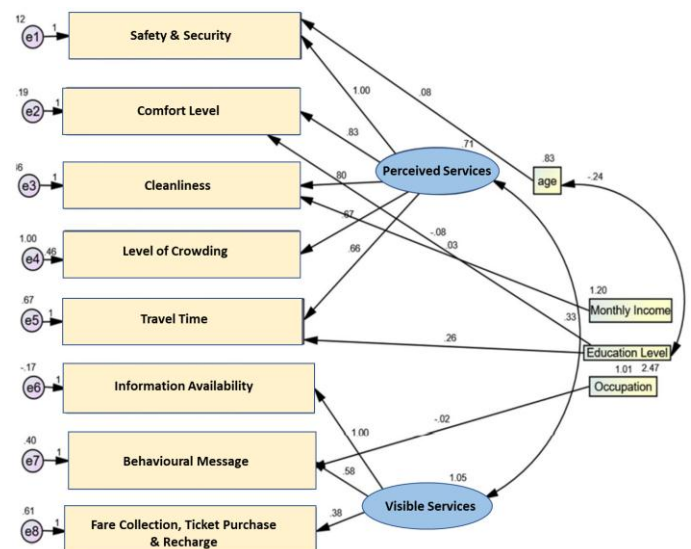 12
1
e1
Safety & Security
.19
1
e2
Comfort Level
1.00
.08
.83
.71
Perceived Services
.83
age
-.24
1
e3
Cleanliness
.80
1.00
.46
e4
Level of Crowding
.67
-.08
.03
.66
.67
1
e5
Travel Time
1.20
Monthly Income
.33
.26
Education Level
1.01 2.47
Occupation
-.17
1
e6
Information Availability
1.00
-.02
.40
1
e7
Behavioural Message
.58
1.05
Visible Services
.38
.61
1
e8
Fare Collection, Ticket Purchase
& Recharge